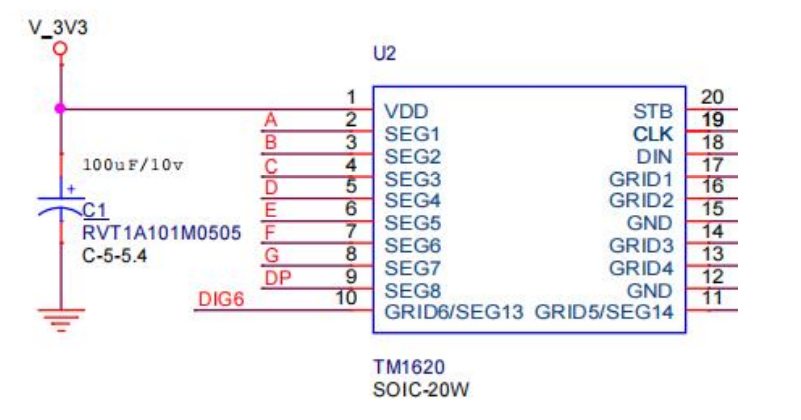 V_3V3
U2
1 VDD STB 20
A 2 SEG1 CLK 19
B 3 SEG2 DIN 18
C 4 SEG3 GRID1 17
D 5 SEG4 GRID2 16
E 6 SEG5 GND 15
F 7 SEG6 GRID3 14
G 8 SEG7 GRID4 13
DP 9 SEG8 GND 12
DIG6 10 GRID6/SEG13 GRID5/SEG14 11
100uF/10v
+
C1
RVT1A101M0505
C-5-5.4
TM1620
SOIC-20W